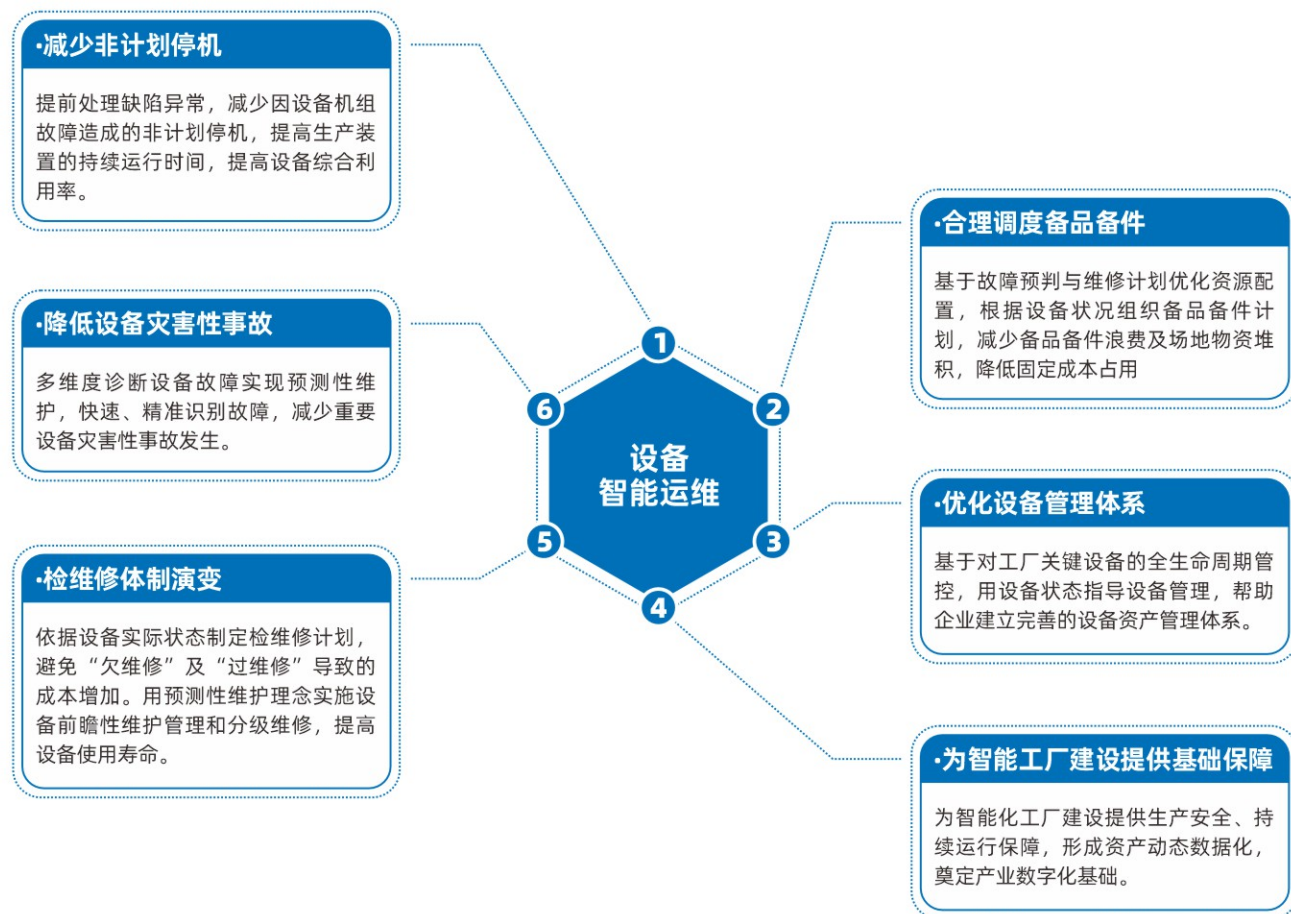 ·减少非计划停机
提前处理缺陷异常，减少因设备机组
故障造成的非计划停机，提高生产装
置的持续运行时间，提高设备综合利
用率。
·降低设备灾害性事故
多维度诊断设备故障实现预测性维
护，快速、精准识别故障，减少重要
设备灾害性事故发生。
·检维修体制演变
依据设备实际状态制定检维修计划，
避免“欠维修”及“过维修”导致的
成本增加。用预测性维护理念实施设
备前瞻性维护管理和分级维修，提高
设备使用寿命。
1
2
3
4
5
6
设备
智能运维
·合理调度备品备件
基于故障预判与维修计划优化资源配
置，根据设备状况组织备品备件计
划，减少备品备件浪费及场地物资堆
积，降低固定成本占用
·优化设备管理体系
基于对工厂关键设备的全生命周期管
控，用设备状态指导设备管理，帮助
企业建立完善的设备资产管理体系。
·为智能工厂建设提供基础保障
为智能化工厂建设提供生产安全、持
续运行保障，形成资产动态数据化，
奠定产业数字化基础。